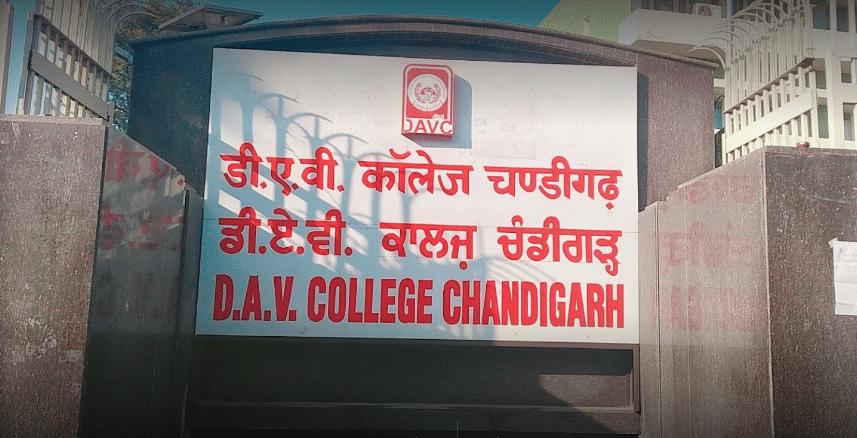 DAVC
डी.ए.वी. कॉलेज चण्डीगढ़
ਡੀ.ਏ.ਵੀ. ਕਾਲਜ਼ ਚੰਡੀਗੜ੍ਹ
D.A.V. COLLEGE CHANDIGARH